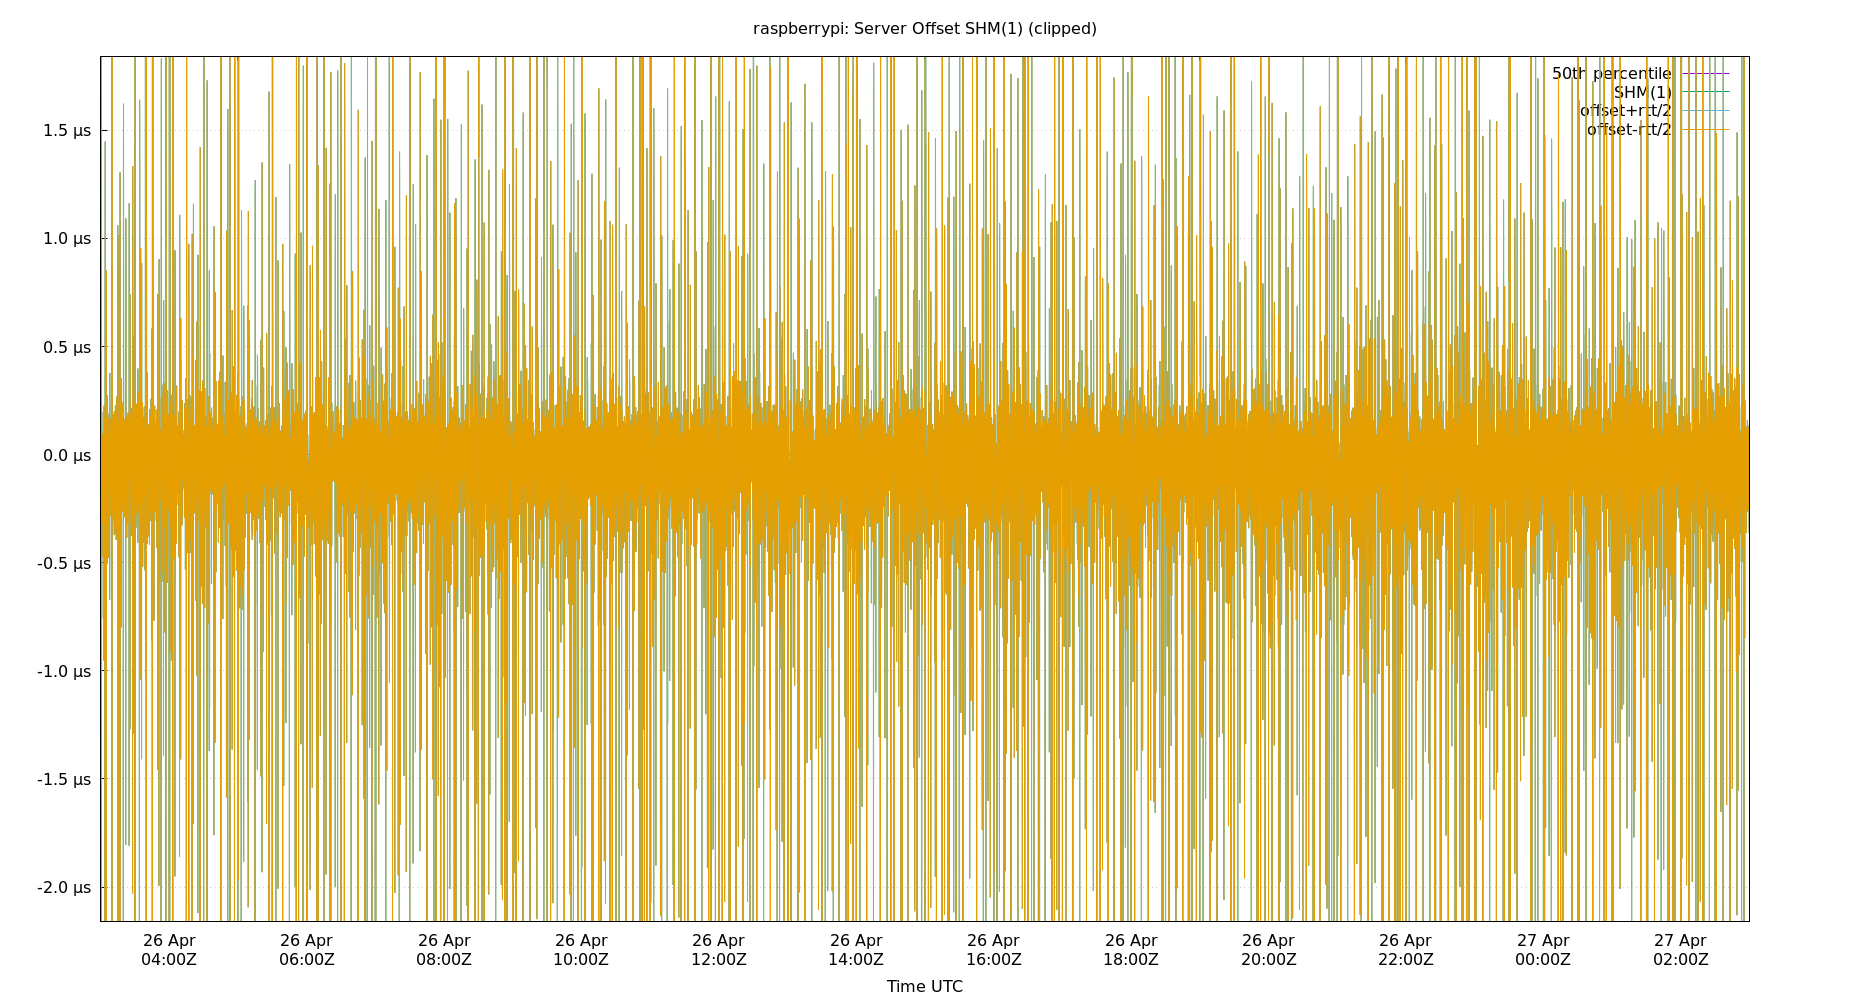 raspberrypi: Server Offset SHM(1) (clipped)
50th percentile
SHM(1)
offset+rtt/2
offset-rtt/2
1.5 µs
1.0 µs
0.5 µs
0.0 µs
-0.5 µs
-1.0 µs
-1.5 µs
-2.0 µs
26 Apr 26 Apr 26 Apr 26 Apr 26 Apr 26 Apr 26 Apr 26 Apr 26 Apr 26 Apr 27 Apr 27 Apr
04:00Z 06:00Z 08:00Z 10:00Z 12:00Z 14:00Z 16:00Z 18:00Z 20:00Z 22:00Z 00:00Z 02:00Z
Time UTC